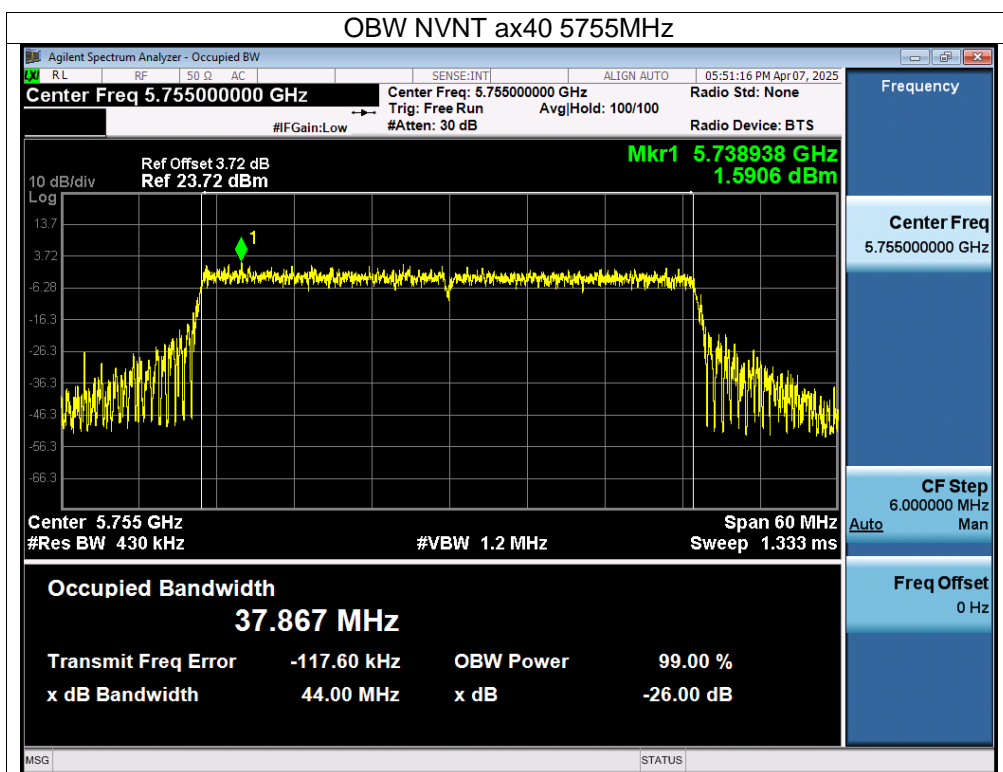 OBW NVNT ax40 5755MHz
Agilent Spectrum Analyzer - Occupied BW
LXI RL RF 50 Ω AC SENSE:INT ALIGN AUTO 05:51:16 PM Apr 07, 2025
Center Freq 5.755000000 GHz
Center Freq: 5.755000000 GHz
Radio Std: None
Trig: Free Run Avg|Hold: 100/100
#IFGain:Low #Atten: 30 dB Radio Device: BTS
Mkr1 5.738938 GHz
1.5906 dBm
Ref Offset 3.72 dB
10 dB/div Ref 23.72 dBm
Log
13.7
3.72
-6.28
-16.3
-26.3
-36.3
-46.3
-56.3
-66.3
1
Center 5.755 GHz Span 60 MHz
#Res BW 430 kHz #VBW 1.2 MHz Sweep 1.333 ms
Occupied Bandwidth
37.867 MHz
Transmit Freq Error -117.60 kHz OBW Power 99.00 %
x dB Bandwidth 44.00 MHz x dB -26.00 dB
Frequency
Center Freq
5.755000000 GHz
CF Step
6.000000 MHz
Auto Man
Freq Offset
0 Hz
MSG STATUS